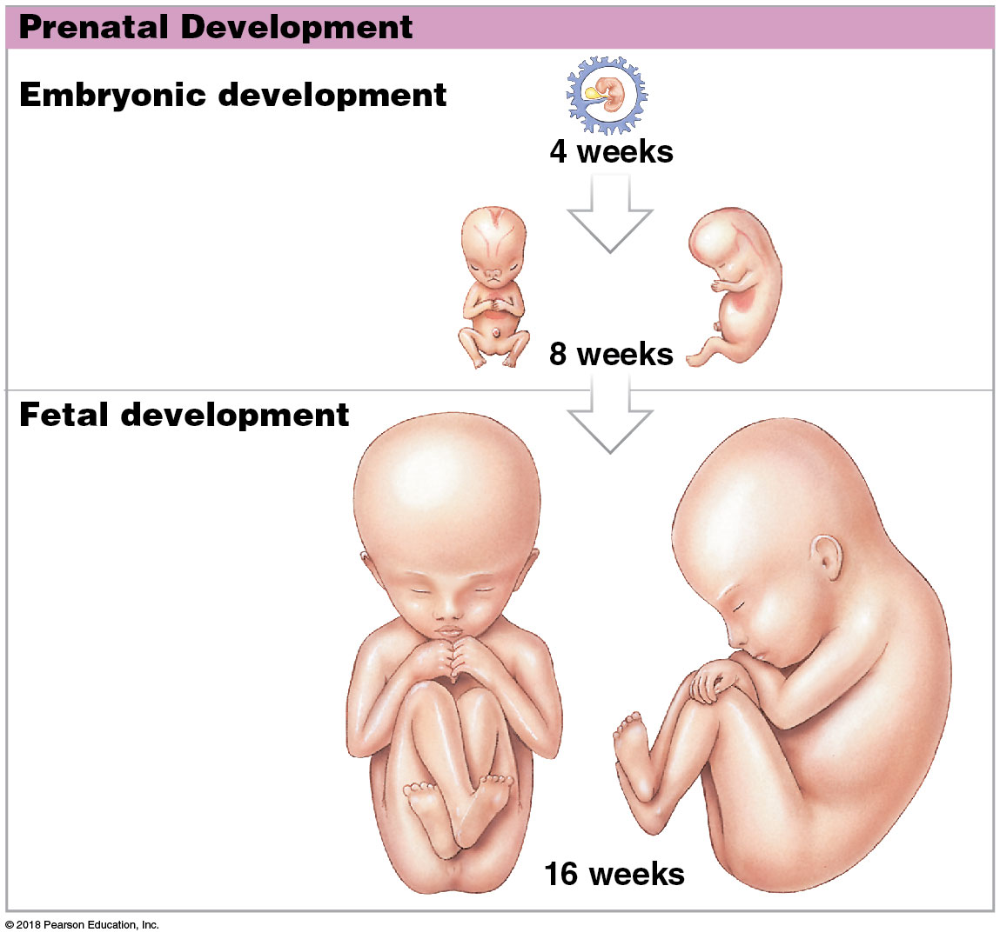 Prenatal Development
Embryonic development
4 weeks
8 weeks
Fetal development
16 weeks
© 2018 Pearson Education, Inc.